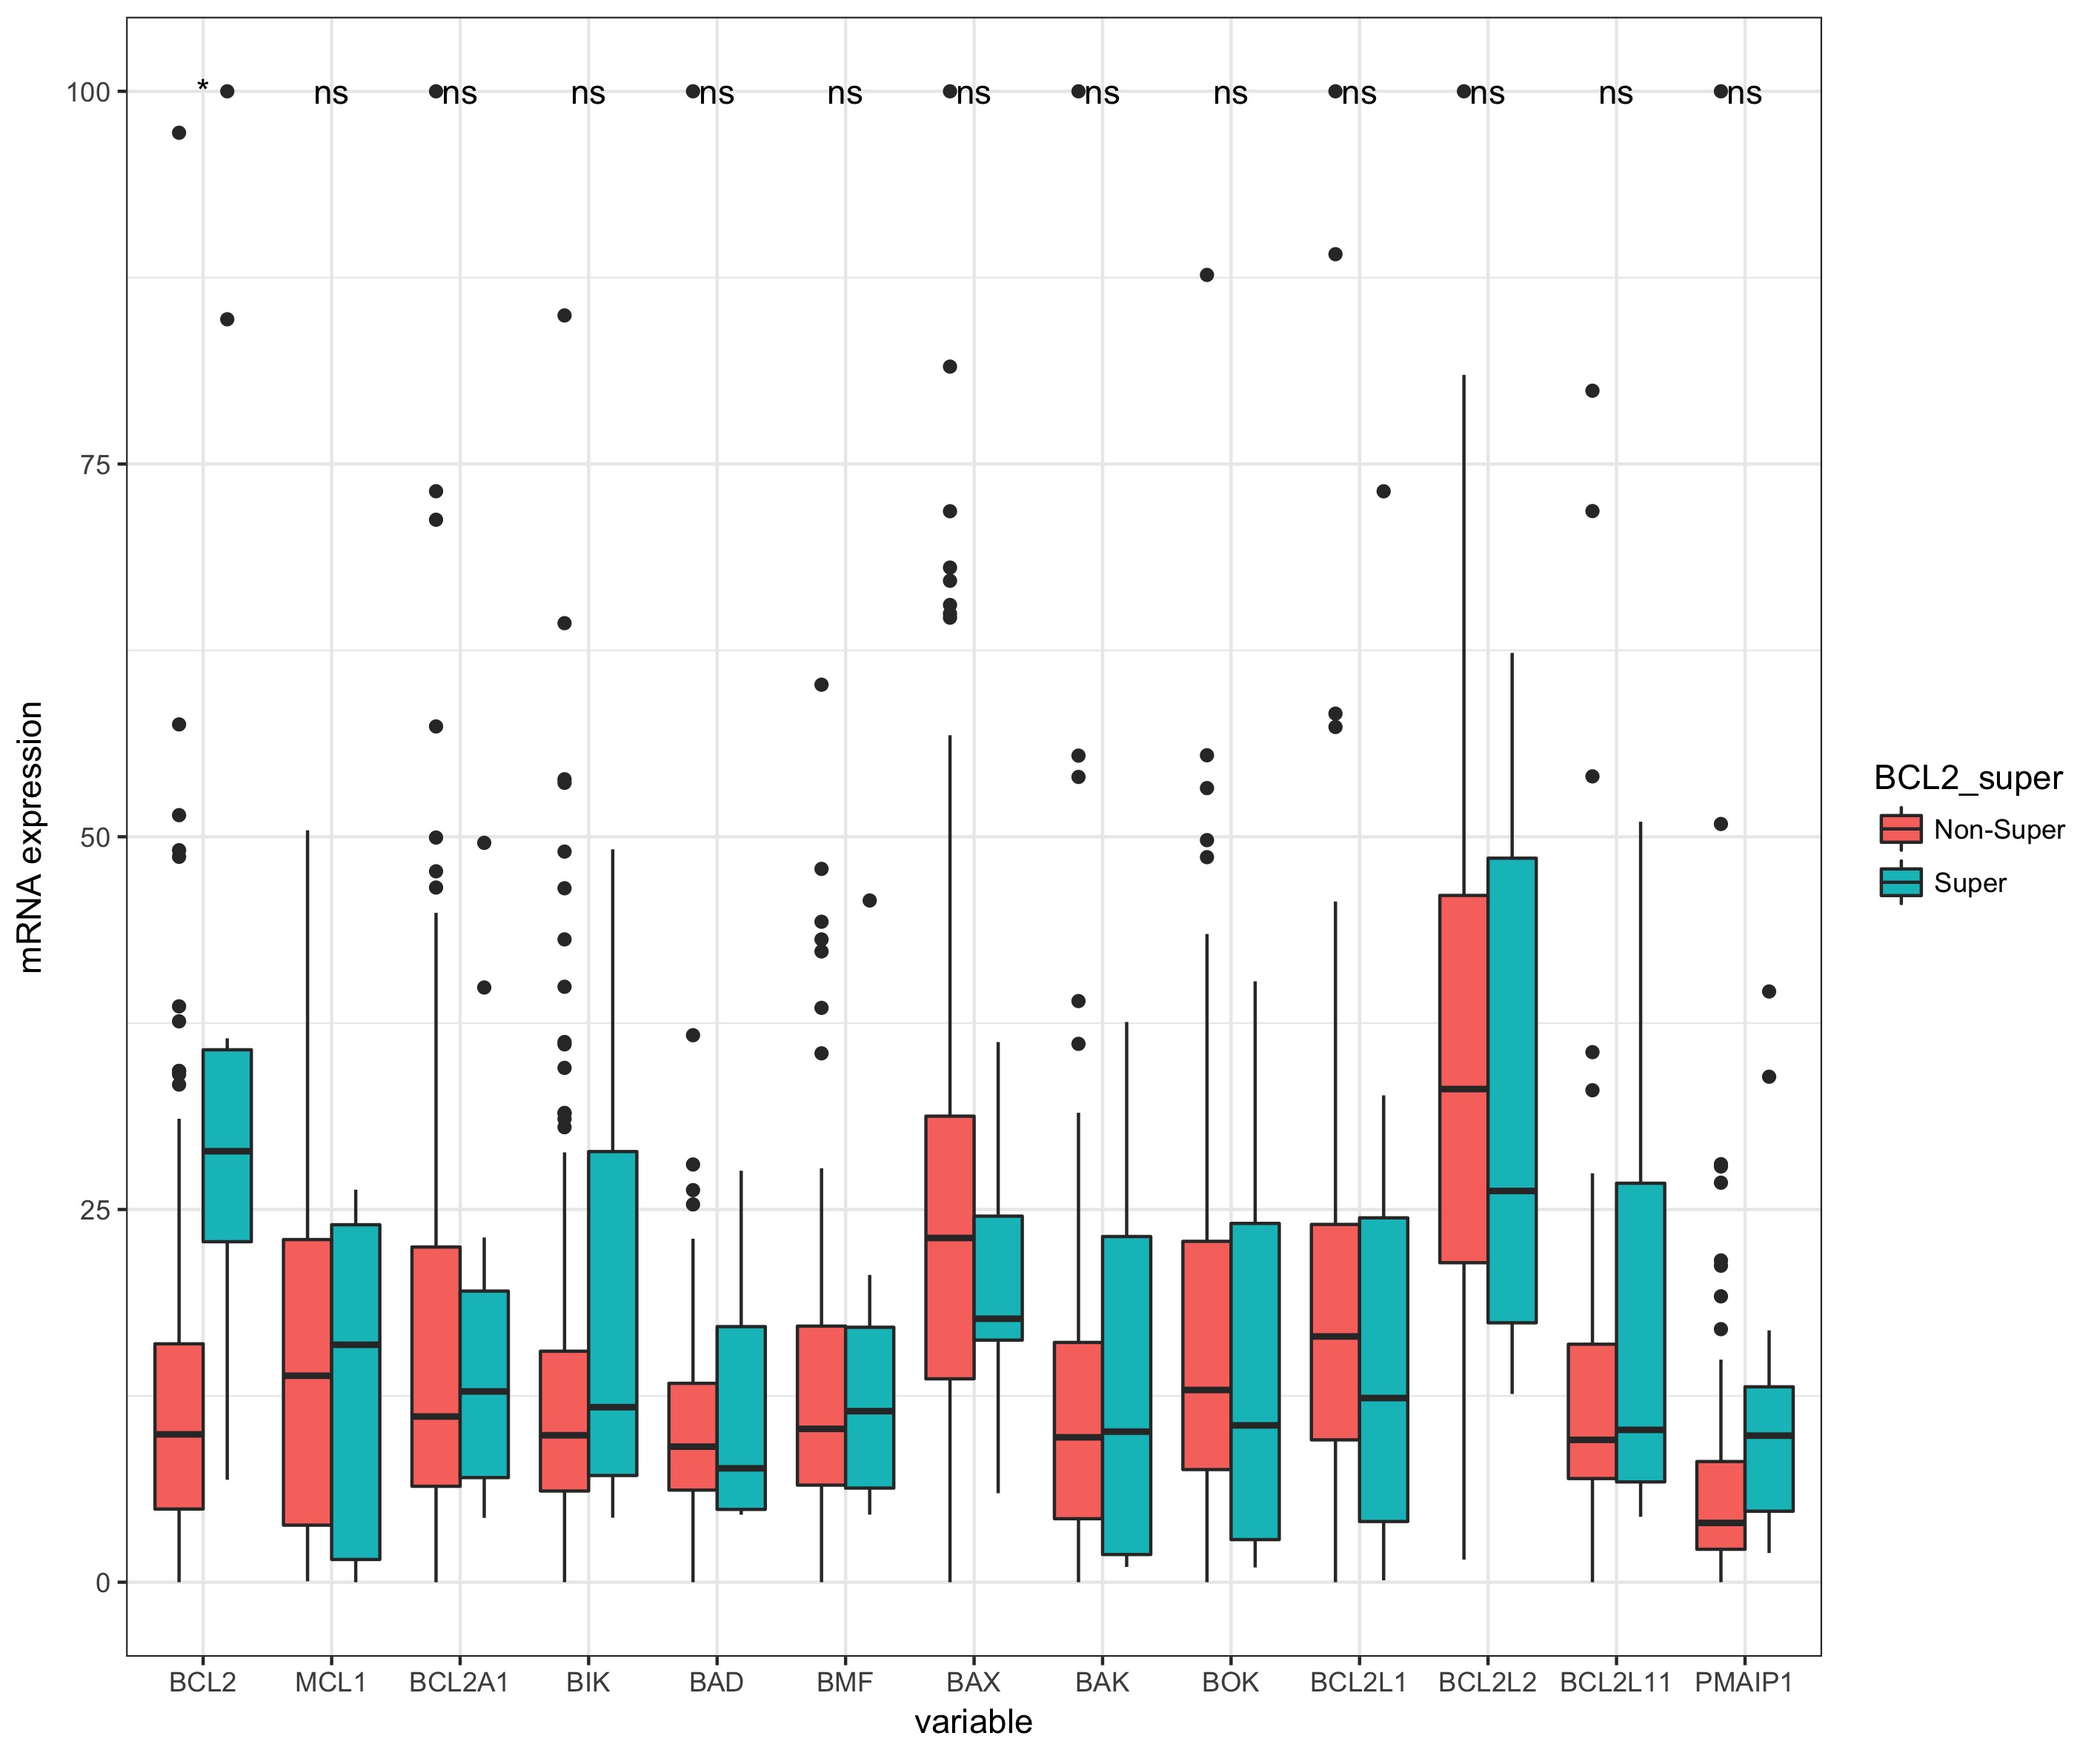 100
75
50
25
0
mRNA expression
* ns ns ns ns ns ns ns ns ns ns ns ns
BCL2 MCL1 BCL2A1 BIK BAD BMF BAX BAK BOK BCL2L1 BCL2L2 BCL2L11 PMAIP1
variable
BCL2_super
Non-Super
Super